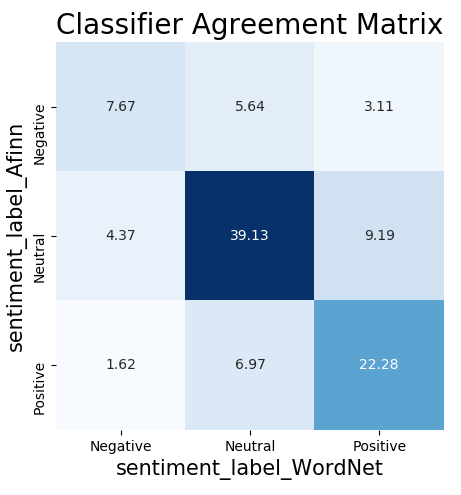 Classifier Agreement Matrix
sentiment_label_Afinn
Negative
7.67 5.64 3.11
Neutral
4.37 39.13 9.19
Positive
1.62 6.97 22.28
Negative Neutral Positive
sentiment_label_WordNet